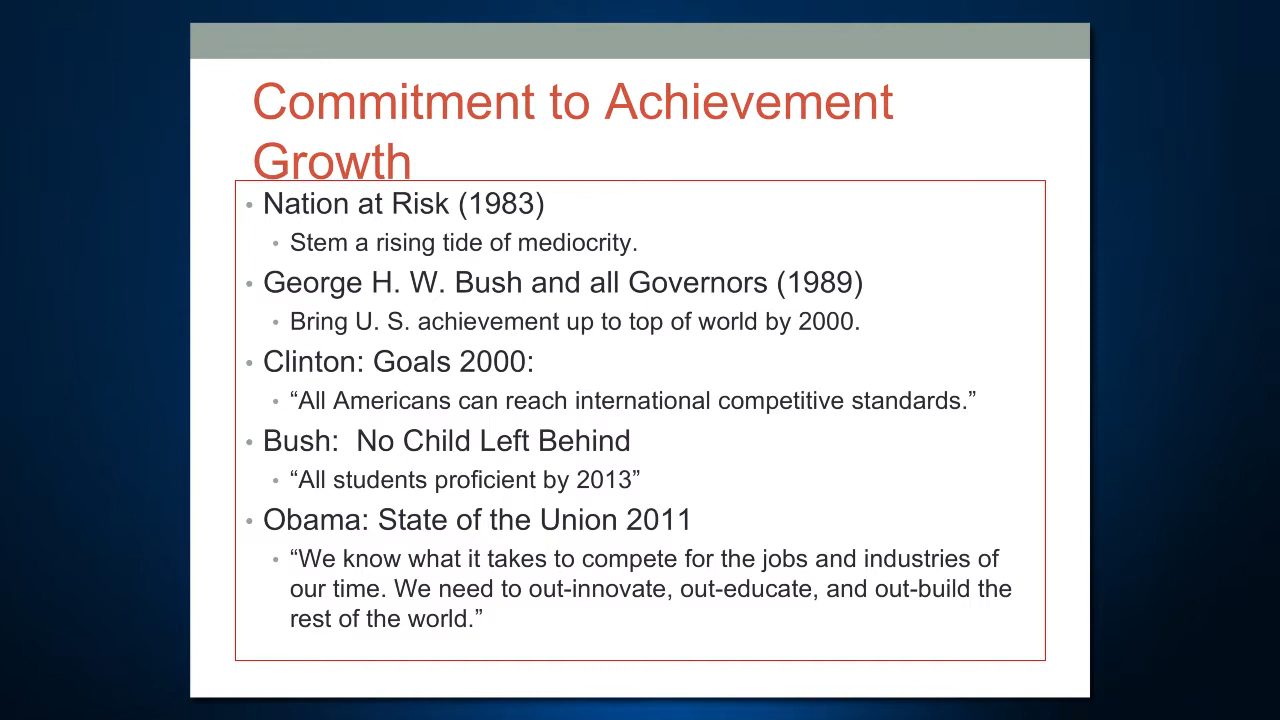 Commitment to Achievement
Growth
• Nation at Risk (1983)
• Stem a rising tide of mediocrity.
• George H. W. Bush and all Governors (1989)
• Bring U. S. achievement up to top of world by 2000.
• Clinton: Goals 2000:
• “All Americans can reach international competitive standards.”
• Bush:  No Child Left Behind
• “All students proficient by 2013”
• Obama: State of the Union 2011
• “We know what it takes to compete for the jobs and industries of
our time. We need to out-innovate, out-educate, and out-build the
rest of the world.”